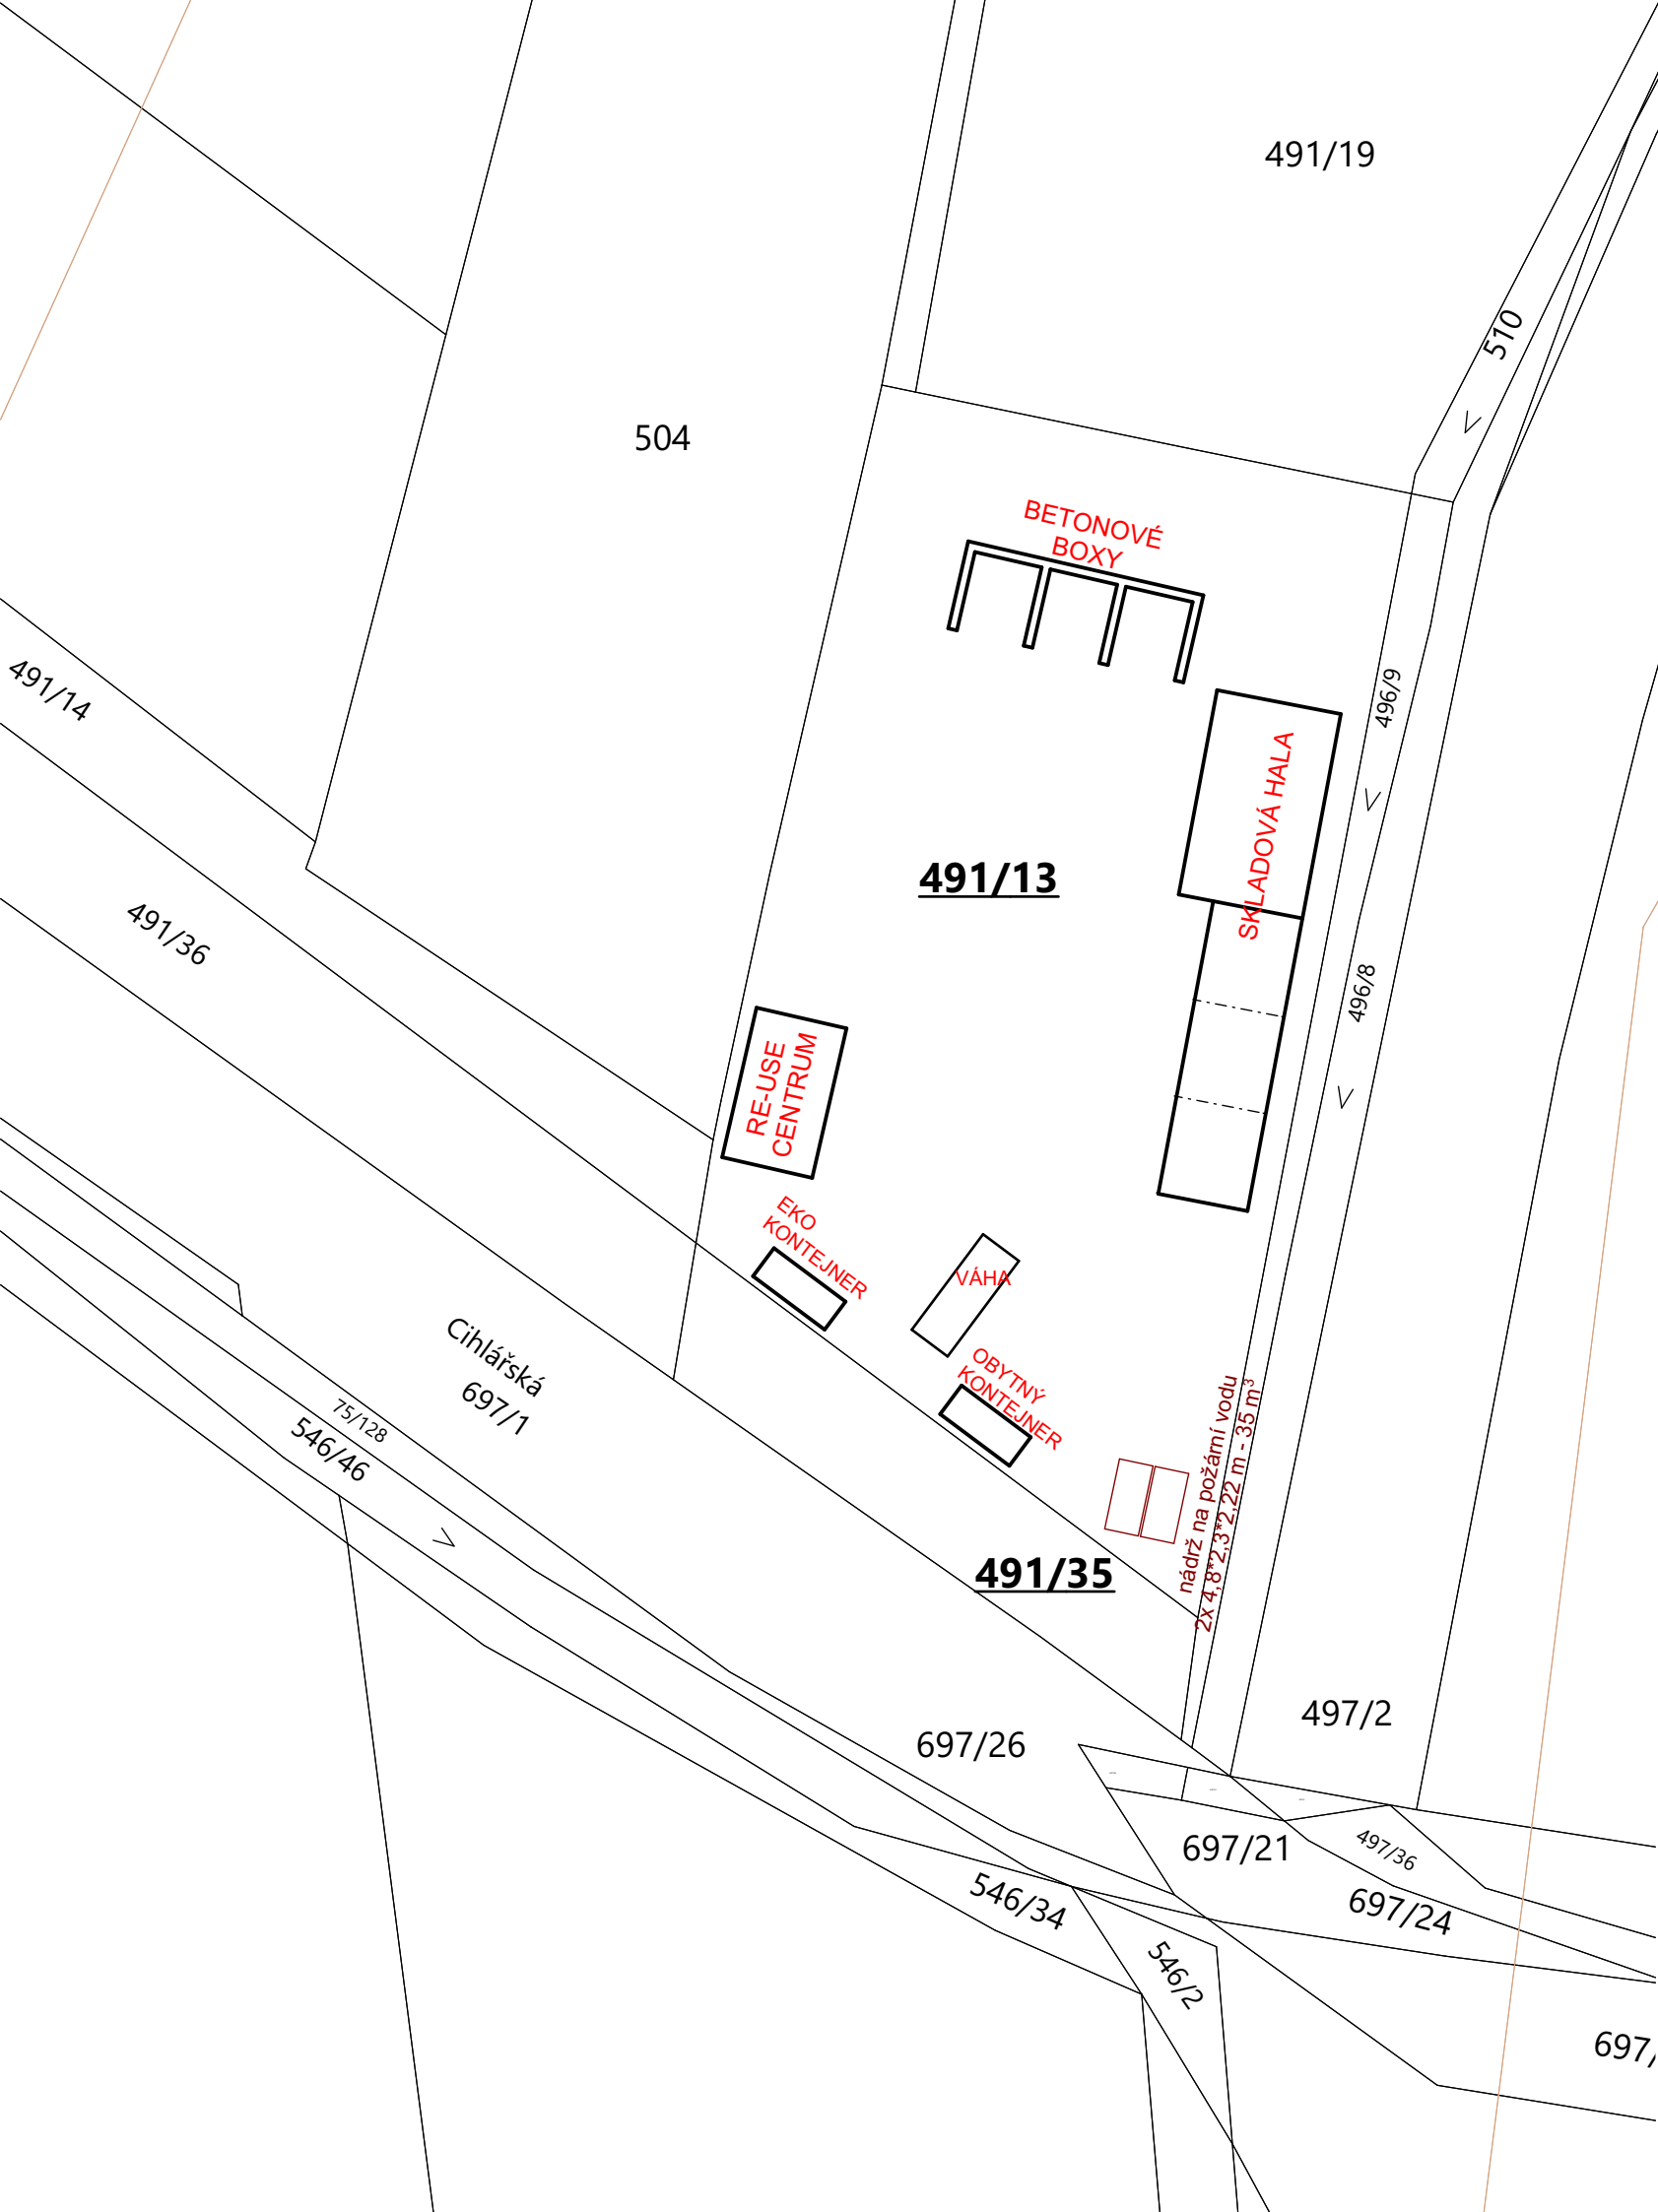 491/19
510
504
BETONOVÉ
BOXY
491/14
496/9
SKLADOVÁ HALA
491/13
491/36
496/8
RE-USE
CENTRUM
EKO
KONTEJNER
VÁHA
Cihlářská
697/1
OBYTNÝ
KONTEJNER
75/128
546/46
nádrž na požární vodu
2x 4,8*2,3*2,22 m - 35 m³
491/35
497/2
697/26
697/21
497/36
546/34
697/24
546/2
697/